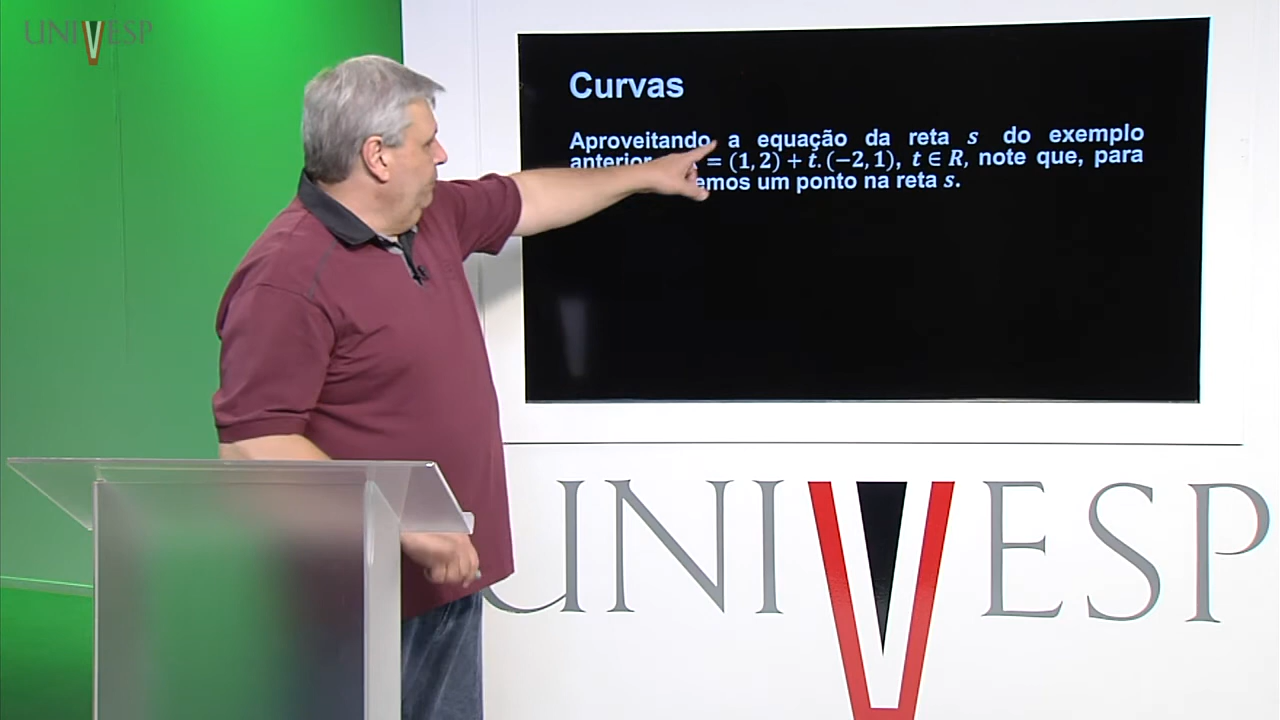 UNIVESP
Curvas
Aproveitando a equação da reta s do exemplo
anterior = (1, 2) + t. (−2, 1), t ∈ R, note que, para
emos um ponto na reta s.
UNIVESP